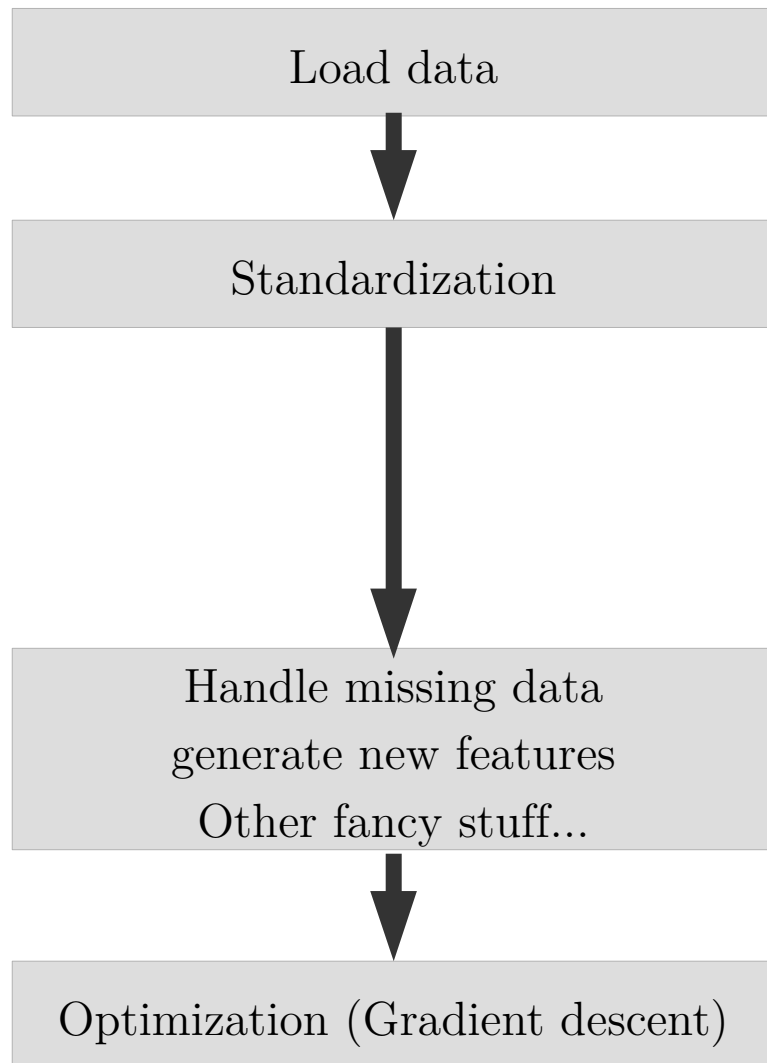 Load data
Standardization
Handle missing data
generate new features
Other fancy stuff...
Optimization (Gradient descent)